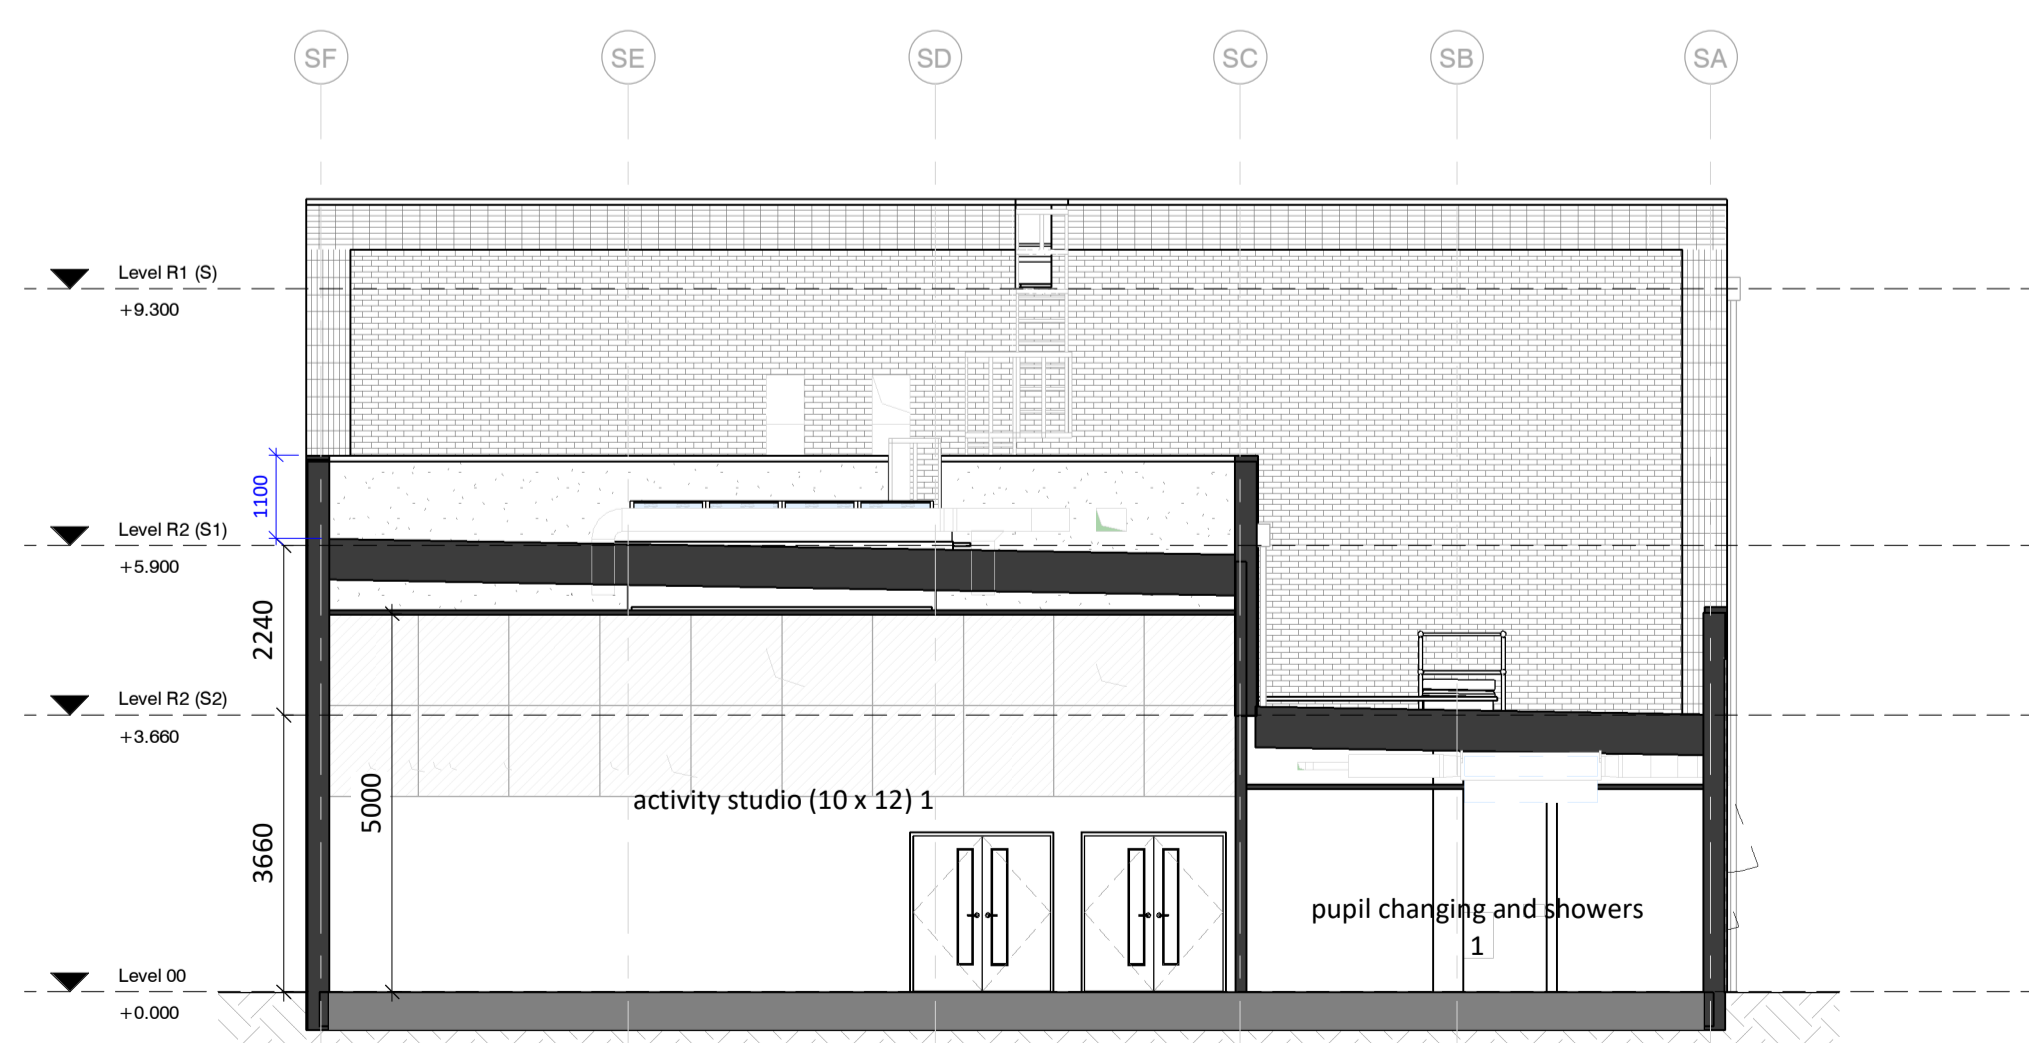 SF SE SD SC SB SA
Level R1 (S)
+9.300
1100
Level R2 (S1)
+5.900
2240
Level R2 (S2)
+3.660
5000
activity studio (10 x 12) 1
3660
pupil changing and showers
1
Level 00
+0.000